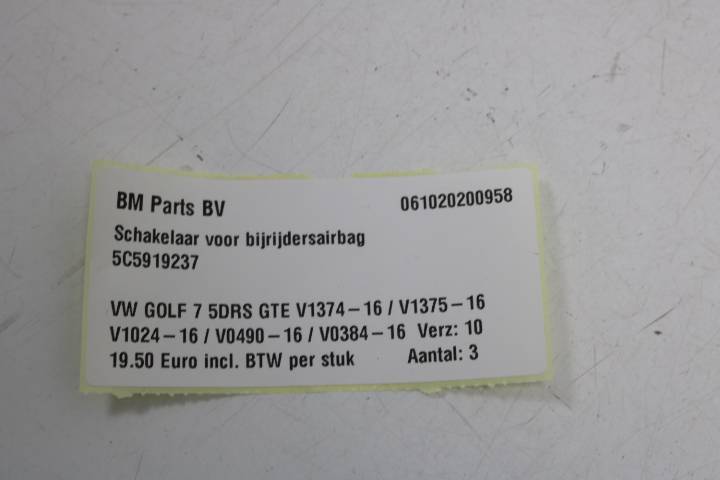 BM Parts BV 061020200958
Schakelaar voor bijrijdersairbag
5C5919237
VW GOLF 7 5DRS GTE V1374-16 / V1375-16
V1024-16 / V0490-16 / V0384-16 Verz: 10
19.50 Euro incl. BTW per stuk Aantal: 3